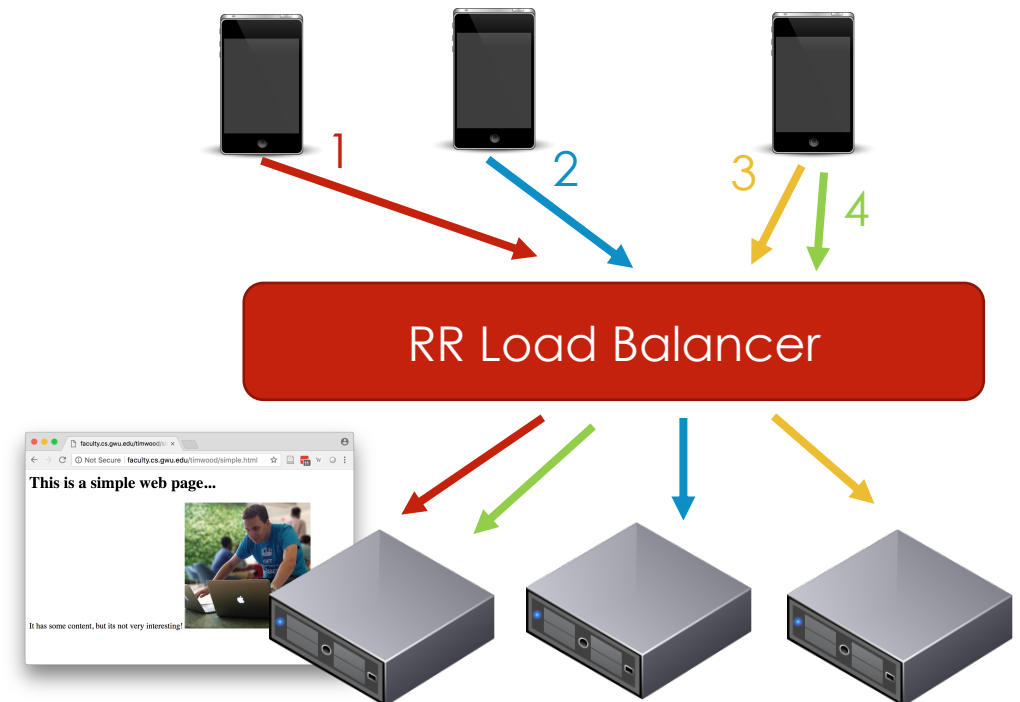 1
2
3
4
RR Load Balancer
faculty.cs.gwu.edu/timwood/s
Not Secure faculty.cs.gwu.edu/timwood/simple.html
This is a simple web page...
It has some content, but its not very interesting!